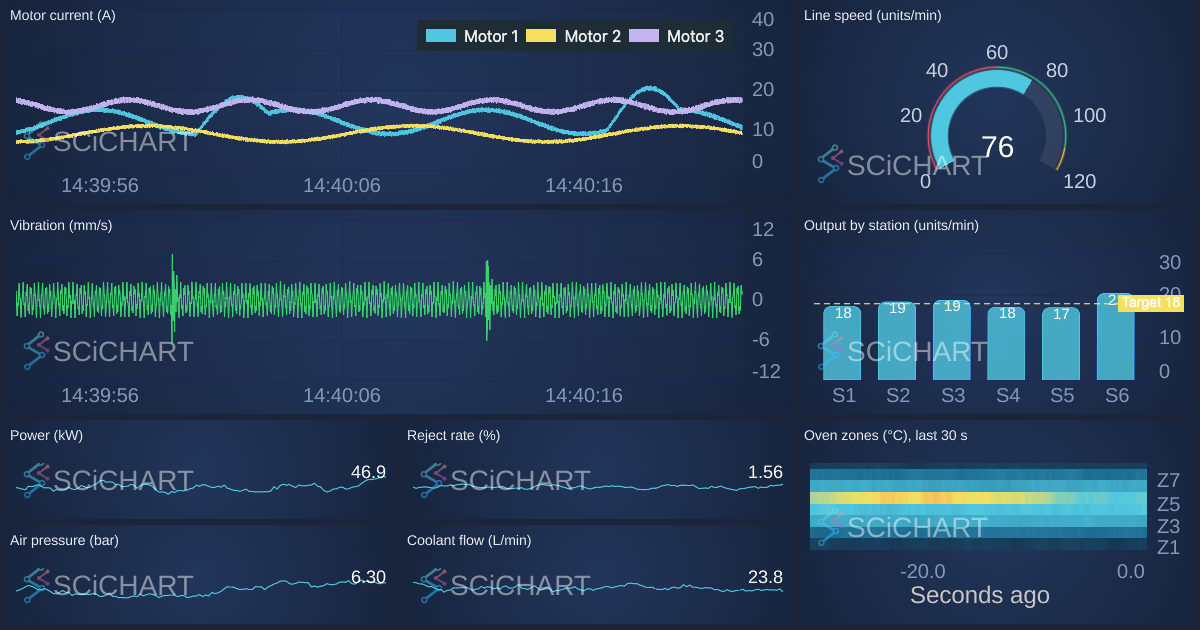 Motor current (A)
Motor 1 Motor 2 Motor 3
40
30
20
10
0
14:39:56 14:40:06 14:40:16
SCiCHART
Line speed (units/min)
0 20 40 60 80 100 120
76
SCiCHART
Vibration (mm/s)
12
6
0
-6
-12
14:39:56 14:40:06 14:40:16
SCiCHART
Output by station (units/min)
30
20
10
0
18 19 19 18 17
Target 18
S1 S2 S3 S4 S5 S6
SCiCHART
Power (kW)
46.9
SCiCHART
Reject rate (%)
1.56
SCiCHART
Air pressure (bar)
6.30
SCiCHART
Coolant flow (L/min)
23.8
SCiCHART
Oven zones (°C), last 30 s
Z7
Z5
Z3
Z1
SCiCHART
-20.0 0.0
Seconds ago